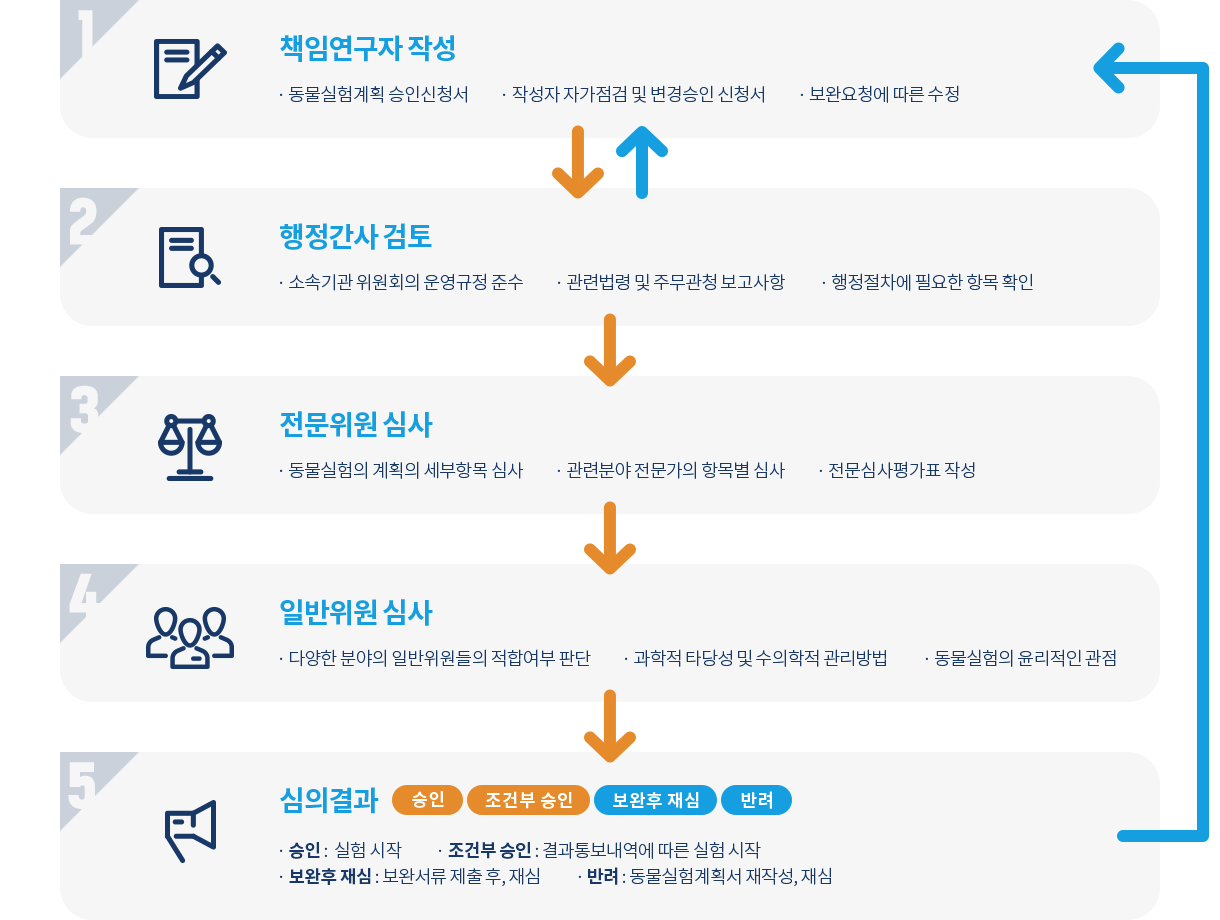 1
책임연구자 작성
· 동물실험계획 승인신청서 · 작성자 자가점검 및 변경승인 신청서 · 보완요청에 따른 수정
2
행정간사 검토
· 소속기관 위원회의 운영규정 준수 · 관련법령 및 주무관청 보고사항 · 행정절차에 필요한 항목 확인
3
전문위원 심사
· 동물실험의 계획의 세부항목 심사 · 관련분야 전문가의 항목별 심사 · 전문심사평가표 작성
4
일반위원 심사
· 다양한 분야의 일반위원들의 적합여부 판단 · 과학적 타당성 및 수의학적 관리방법 · 동물실험의 윤리적인 관점
5
심의결과 승인 조건부 승인 보완후 재심 반려
· 승인 : 실험 시작 · 조건부 승인 : 결과통보내역에 따른 실험 시작
· 보완후 재심 : 보완서류 제출 후, 재심 · 반려 : 동물실험계획서 재작성, 재심